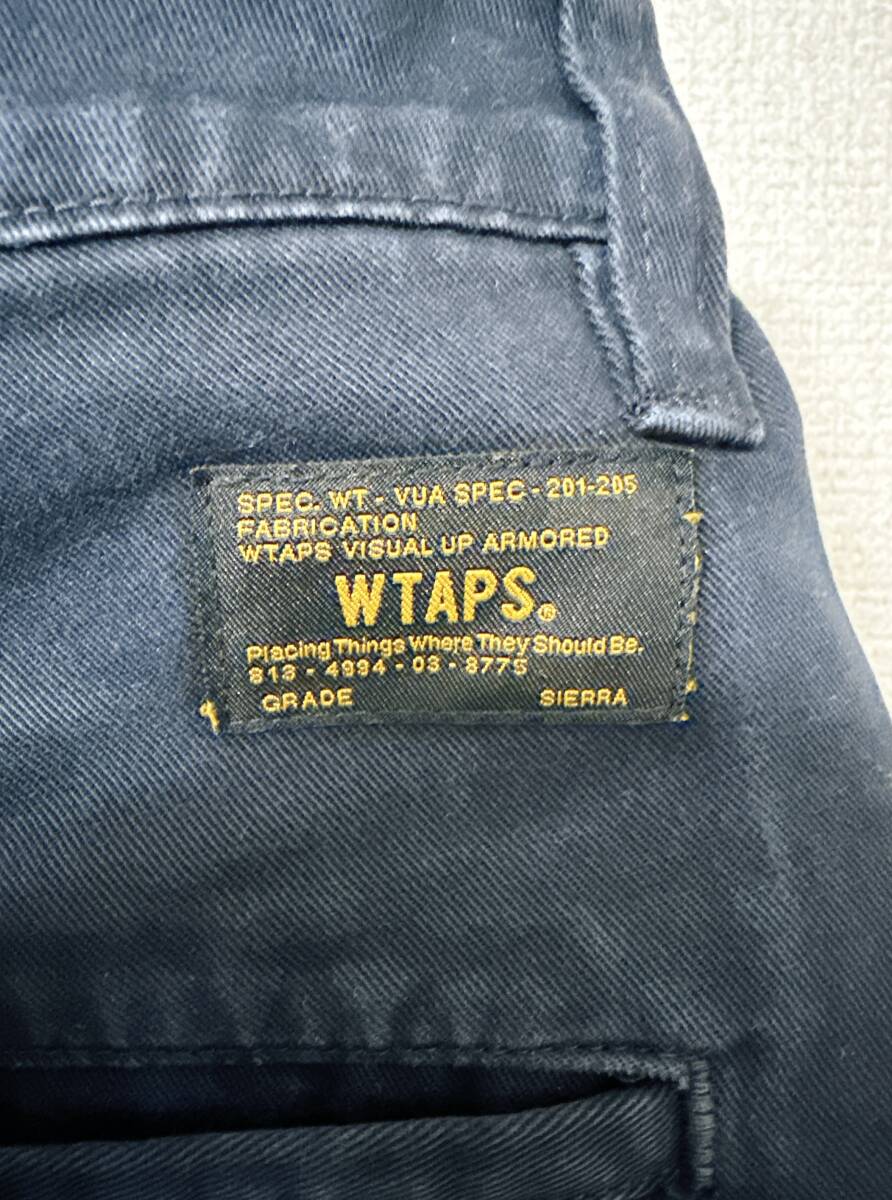 SPEC. WT - VUA SPEC - 201-205
FABRICATION
WTAPS VISUAL UP ARMORED
WTAPS®
Placing Things Where They Should Be.
813 - 4994 - 03 - 8775
GRADE SIERRA